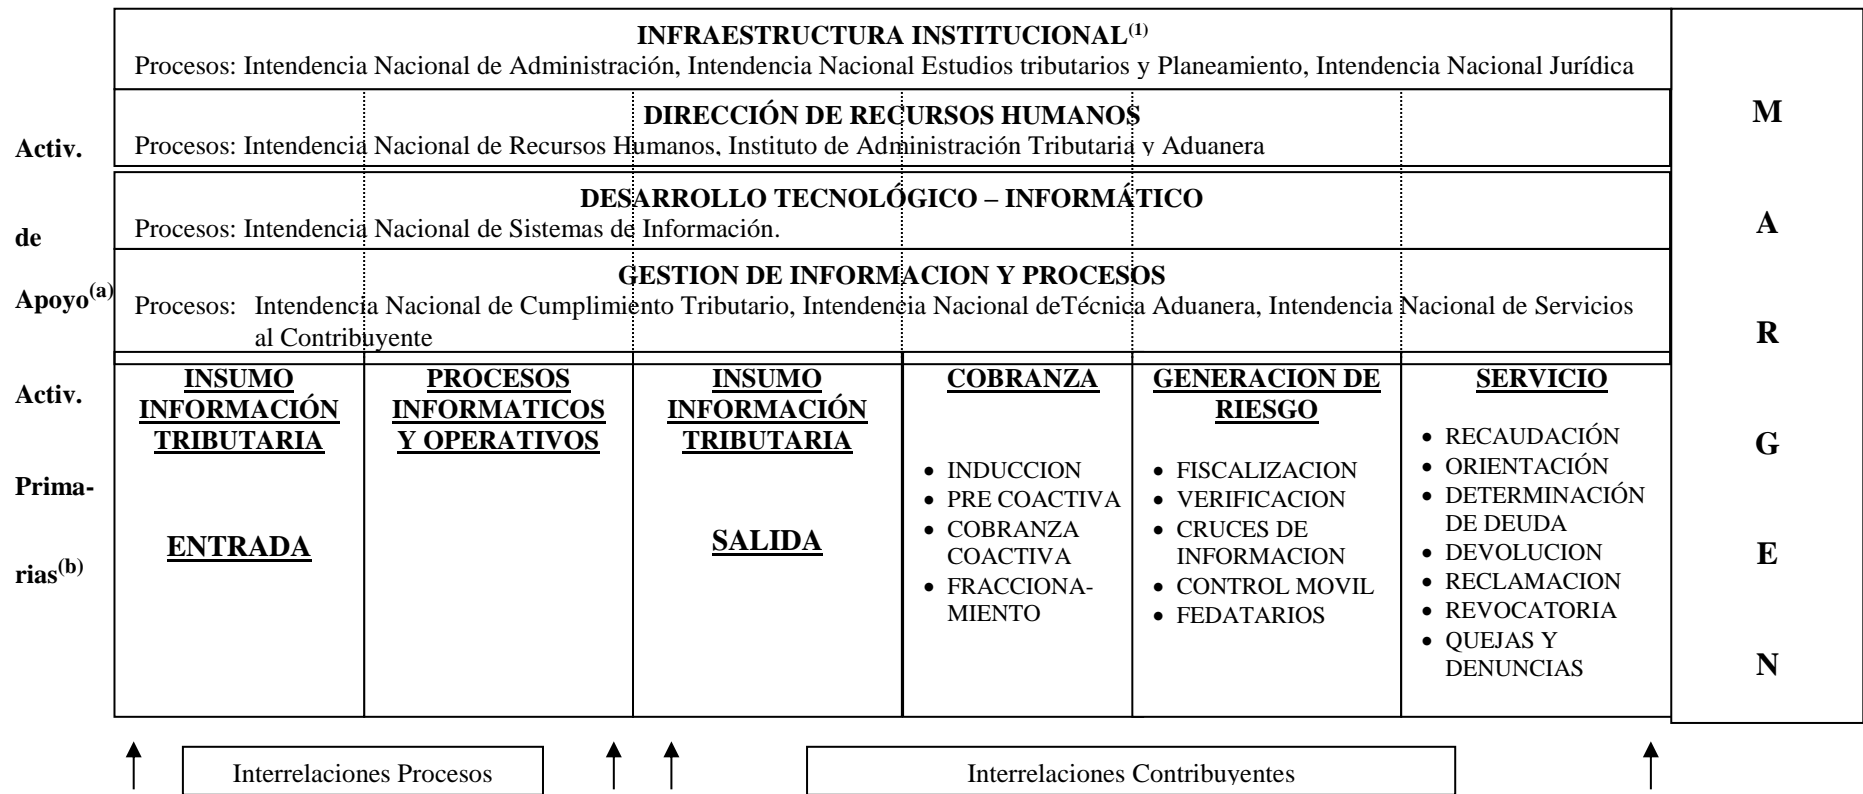 INFRAESTRUCTURA INSTITUCIONAL(1)
Procesos: Intendencia Nacional de Administración, Intendencia Nacional Estudios tributarios y Planeamiento, Intendencia Nacional Jurídica
DIRECCIÓN DE RECURSOS HUMANOS
Procesos: Intendencia Nacional de Recursos Humanos, Instituto de Administración Tributaria y Aduanera
DESARROLLO TECNOLÓGICO – INFORMÁTICO
Procesos: Intendencia Nacional de Sistemas de Información.
GESTION DE INFORMACION Y PROCESOS
Procesos: Intendencia Nacional de Cumplimiento Tributario, Intendencia Nacional deTécnica Aduanera, Intendencia Nacional de Servicios
al Contribuyente
Activ.
de
Apoyo(a)
Activ.
Prima-
rias(b)
INSUMO
INFORMACIÓN
TRIBUTARIA
ENTRADA
PROCESOS
INFORMATICOS
Y OPERATIVOS
INSUMO
INFORMACIÓN
TRIBUTARIA
SALIDA
COBRANZA
• INDUCCION
• PRE COACTIVA
• COBRANZA
COACTIVA
• FRACCIONA-
MIENTO
GENERACION DE
RIESGO
• FISCALIZACION
• VERIFICACION
• CRUCES DE
INFORMACION
• CONTROL MOVIL
• FEDATARIOS
SERVICIO
• RECAUDACIÓN
• ORIENTACIÓN
• DETERMINACIÓN
DE DEUDA
• DEVOLUCION
• RECLAMACION
• REVOCATORIA
• QUEJAS Y
DENUNCIAS
M
A
R
G
E
N
Interrelaciones Procesos
Interrelaciones Contribuyentes